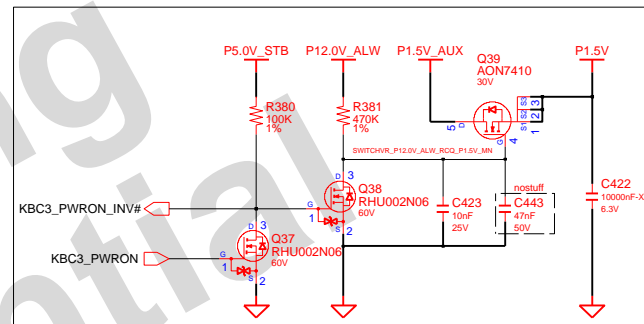 P5.0V_STB
P12.0V_ALW
P1.5V_AUX
Q39
AON7410
30V
P1.5V
R380
100K
1%
R381
470K
1%
5
D
G
4
S3
S2
S1
3
2
1
SWITCHVR_P12.0V_ALW_RCQ_P1.5V_MN
KBC3_PWRON_INV#
D
3
Q38
RHU002N06
60V
G
1
S
2
C423
10nF
25V
nostuff
C443
47nF
50V
C422
10000nF-X
6.3V
KBC3_PWRON
D
3
Q37
RHU002N06
60V
G
1
S
2